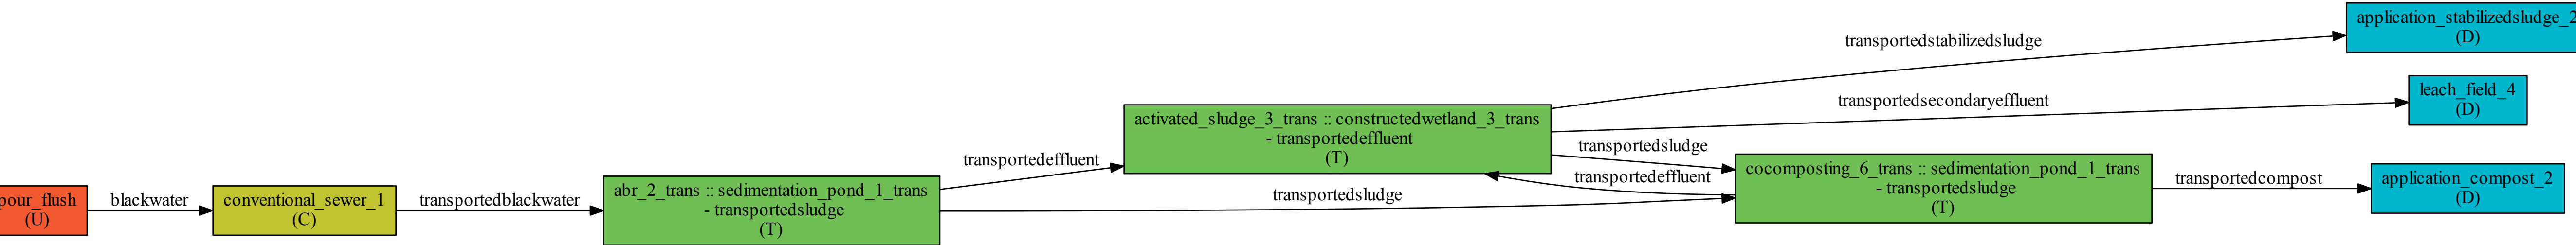 pour_flush
(U)
blackwater
conventional_sewer_1
(C)
transportedblackwater
abr_2_trans :: sedimentation_pond_1_trans
- transportedsludge
(T)
transportedeffluent
transportedsludge
activated_sludge_3_trans :: constructedwetland_3_trans
- transportedeffluent
(T)
transportedstabilizedsludge
transportedsecondaryeffluent
transportedsludge
transportedeffluent
cocomposting_6_trans :: sedimentation_pond_1_trans
- transportedsludge
(T)
transportedcompost
application_stabilizedsludge_2
(D)
leach_field_4
(D)
application_compost_2
(D)